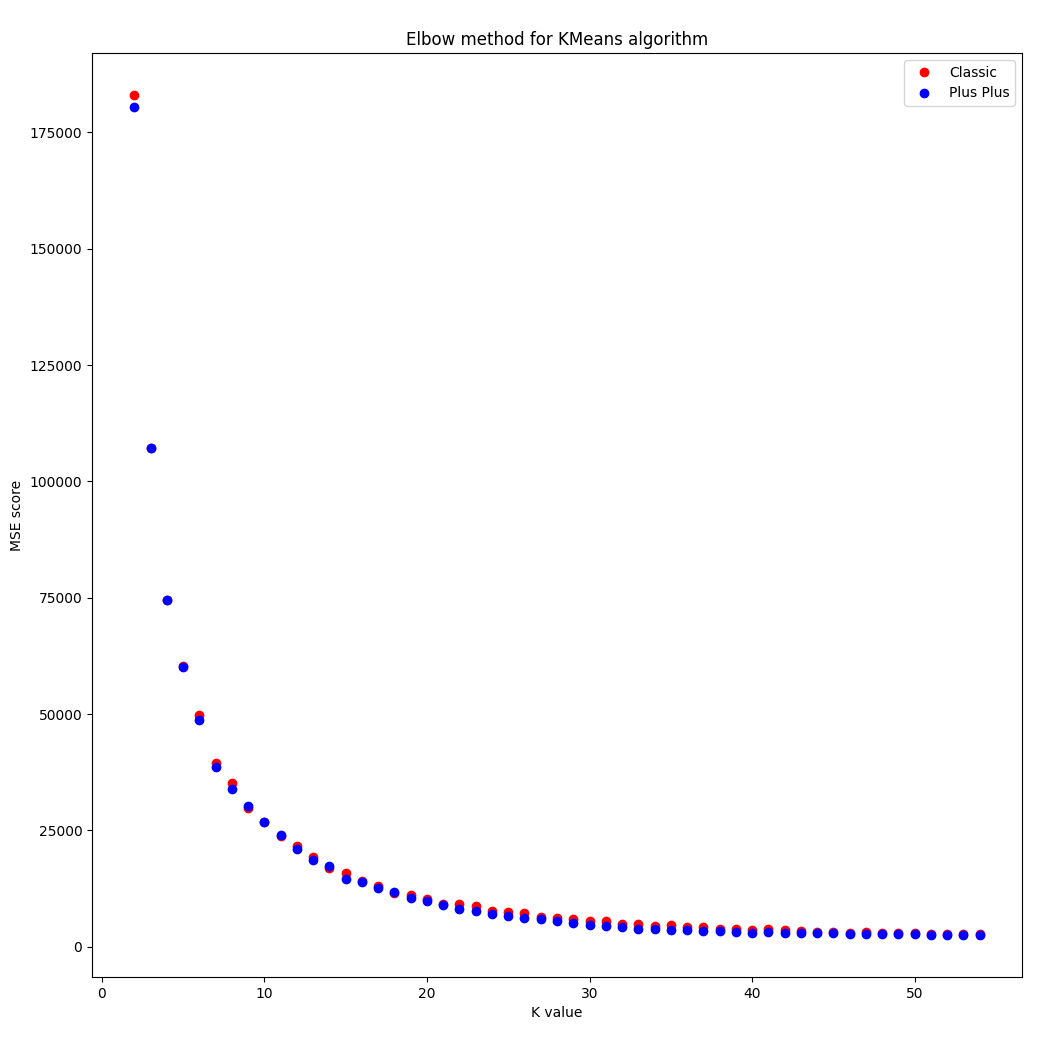 Elbow method for KMeans algorithm
Classic
Plus Plus
175000
150000
125000
100000
75000
50000
25000
0
MSE score
0 10 20 30 40 50
K value